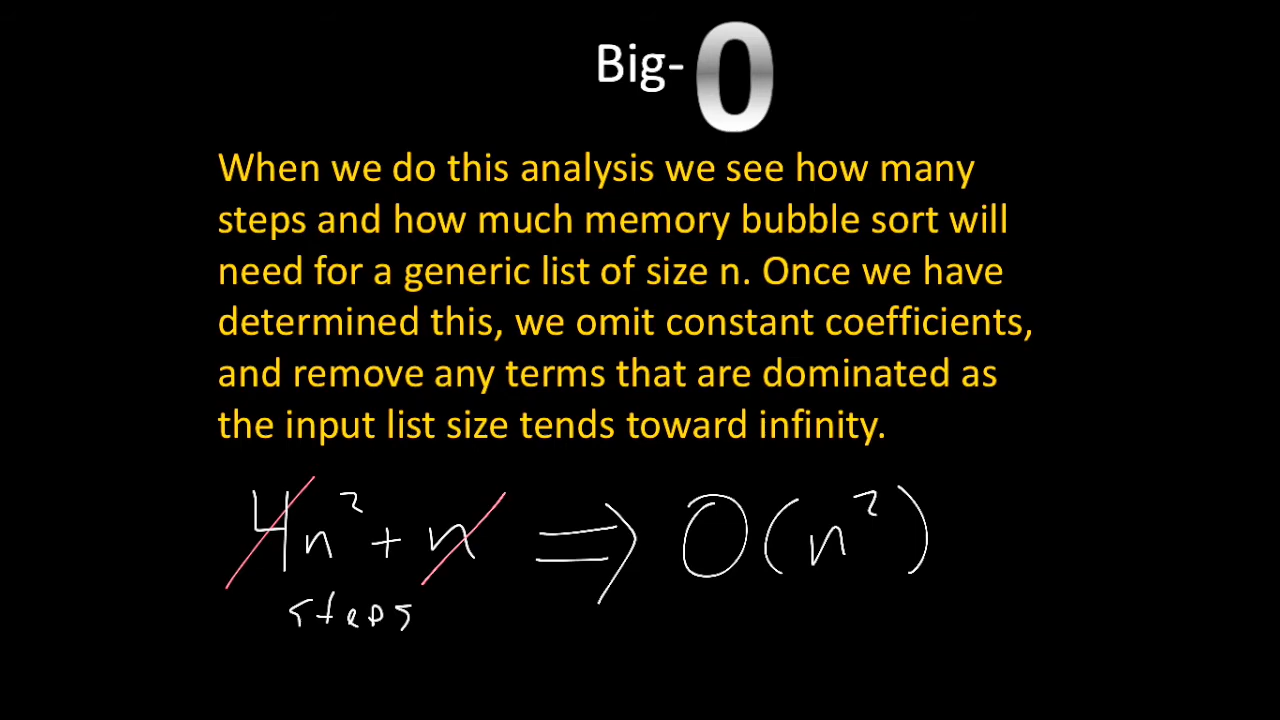 Big-O
When we do this analysis we see how many
steps and how much memory bubble sort will
need for a generic list of size n. Once we have
determined this, we omit constant coefficients,
and remove any terms that are dominated as
the input list size tends toward infinity.
4n² + n ⇒ O(n²)
steps